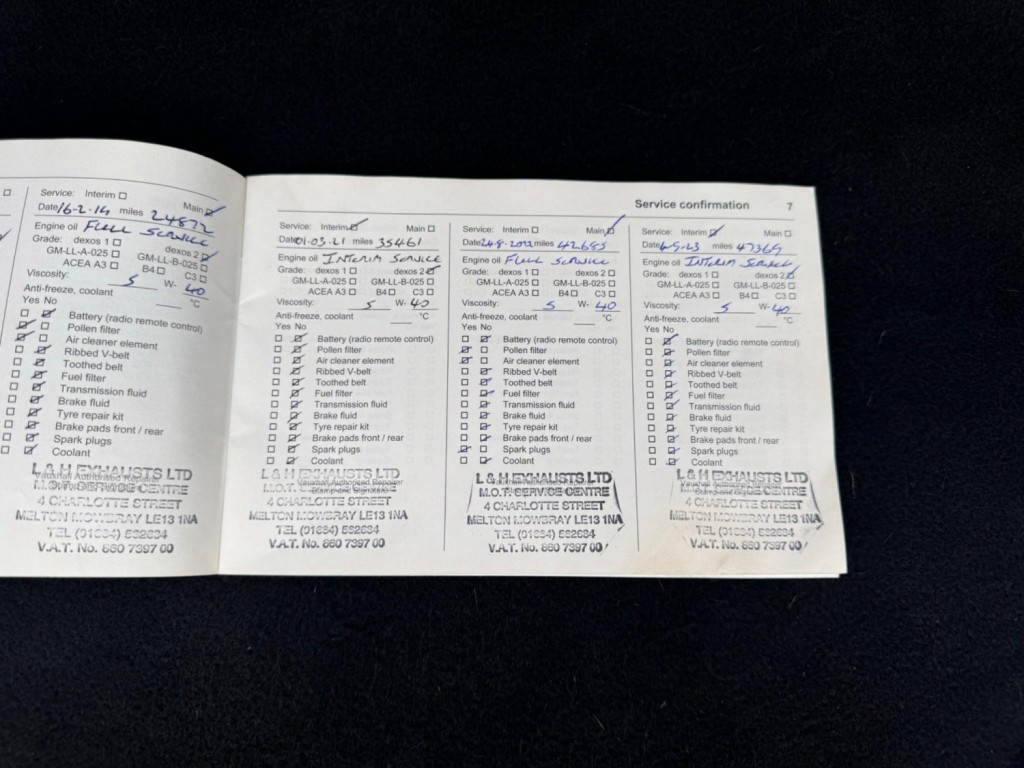 Service: Interim
Main
Date 16-2-19 miles 24872
Engine oil FULL SERVICE
Grade: dexos 1 dexos 2
GM-LL-A-025 GM-LL-B-025
ACEA A3 B4 C3
Viscosity: 5 W- 40
Anti-freeze, coolant °C
Yes No
Battery (radio remote control)
Pollen filter
Air cleaner element
Ribbed V-belt
Toothed belt
Fuel filter
Transmission fluid
Brake fluid
Tyre repair kit
Brake pads front / rear
Spark plugs
Coolant
L & H EXHAUSTS LTD
M.O.T. SERVICE CENTRE
4 CHARLOTTE STREET
MELTON MOWBRAY LE13 1NA
TEL (01664) 562634
V.A.T. No. 660 7397 00
Service confirmation 7
Service: Interim Main
Date 01-03-21 miles 35461
Engine oil INTERIM SERVICE
Grade: dexos 1 dexos 2
GM-LL-A-025 GM-LL-B-025
ACEA A3 B4 C3
Viscosity: 5 W- 40
Anti-freeze, coolant °C
Yes No
Battery (radio remote control)
Pollen filter
Air cleaner element
Ribbed V-belt
Toothed belt
Fuel filter
Transmission fluid
Brake fluid
Tyre repair kit
Brake pads front / rear
Spark plugs
Coolant
L & H EXHAUSTS LTD
Vauxhall Authorised Repairer
Stamp and Signature
4 CHARLOTTE STREET
MELTON MOWBRAY LE13 1NA
TEL (01664) 562634
V.A.T. No. 660 7397 00
Service: Interim Main
Date 24-8-2022 miles 42685
Engine oil FULL SERVICE
Grade: dexos 1 dexos 2
GM-LL-A-025 GM-LL-B-025
ACEA A3 B4 C3
Viscosity: 5 W- 40
Anti-freeze, coolant °C
Yes No
Battery (radio remote control)
Pollen filter
Air cleaner element
Ribbed V-belt
Toothed belt
Fuel filter
Transmission fluid
Brake fluid
Tyre repair kit
Brake pads front / rear
Spark plugs
Coolant
L & H EXHAUSTS LTD
M.O.T. SERVICE CENTRE
4 CHARLOTTE STREET
MELTON MOWBRAY LE13 1NA
TEL (01664) 562634
V.A.T. No. 660 7397 00
Service: Interim Main
Date miles 47369
Engine oil INTERIM SERVICE
Grade: dexos 1 dexos 2
GM-LL-A-025 GM-LL-B-025
ACEA A3 B4 C3
Viscosity: 5 W- 40
Anti-freeze, coolant °C
Yes No
Battery (radio remote control)
Pollen filter
Air cleaner element
Ribbed V-belt
Toothed belt
Fuel filter
Transmission fluid
Brake fluid
Tyre repair kit
Brake pads front / rear
Spark plugs
Coolant
L & H EXHAUSTS LTD
4 CHARLOTTE STREET
MELTON MOWBRAY LE13 1NA
TEL (01664) 562634
V.A.T. No. 660 7397 00